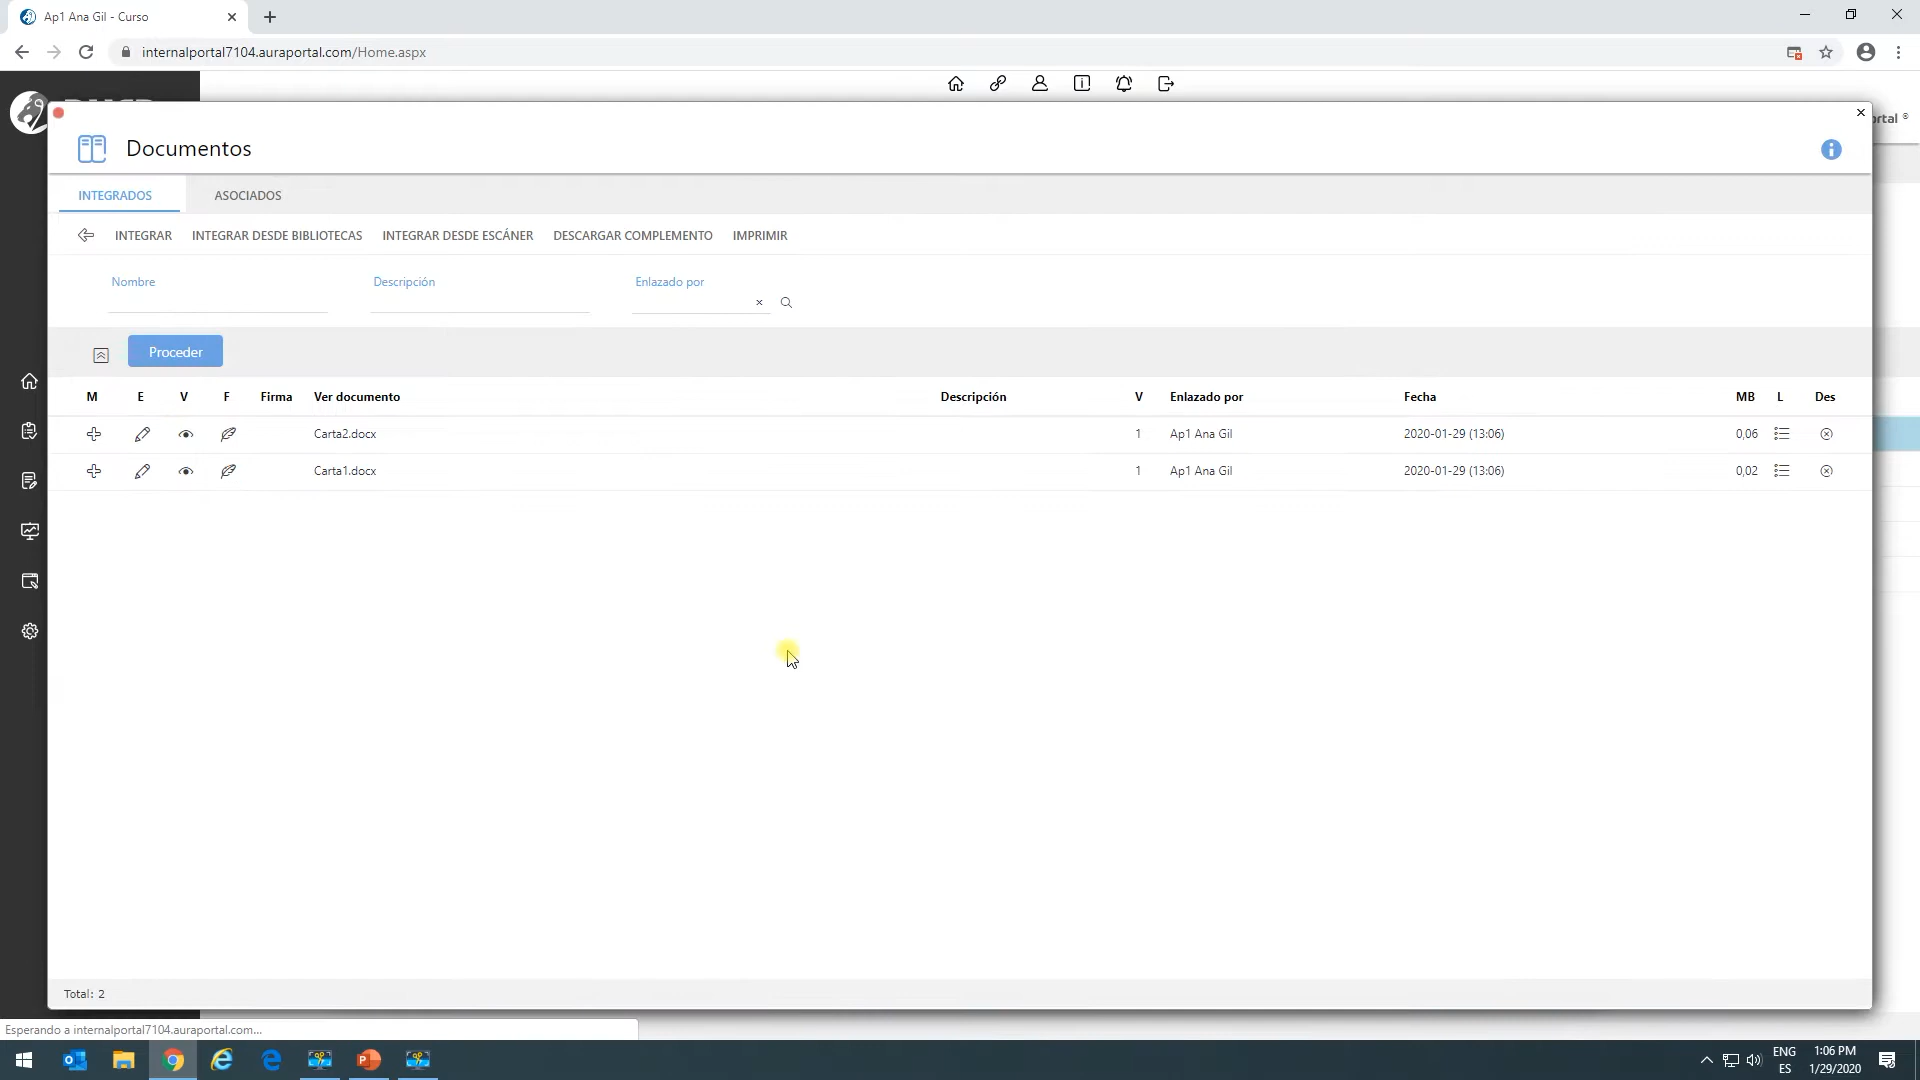 Ap1 Ana Gil - Curso
internalportal7104.auraportal.com/Home.aspx
ortal ®
Documentos
INTEGRADOS ASOCIADOS
INTEGRAR INTEGRAR DESDE BIBLIOTECAS INTEGRAR DESDE ESCÁNER DESCARGAR COMPLEMENTO IMPRIMIR
Nombre Descripción Enlazado por
Proceder
M E V F Firma Ver documento Descripción V Enlazado por Fecha MB L Des
Carta2.docx 1 Ap1 Ana Gil 2020-01-29 (13:06) 0,06
Carta1.docx 1 Ap1 Ana Gil 2020-01-29 (13:06) 0,02
Total: 2
Esperando a internalportal7104.auraportal.com...
ENG 1:06 PM
ES 1/29/2020